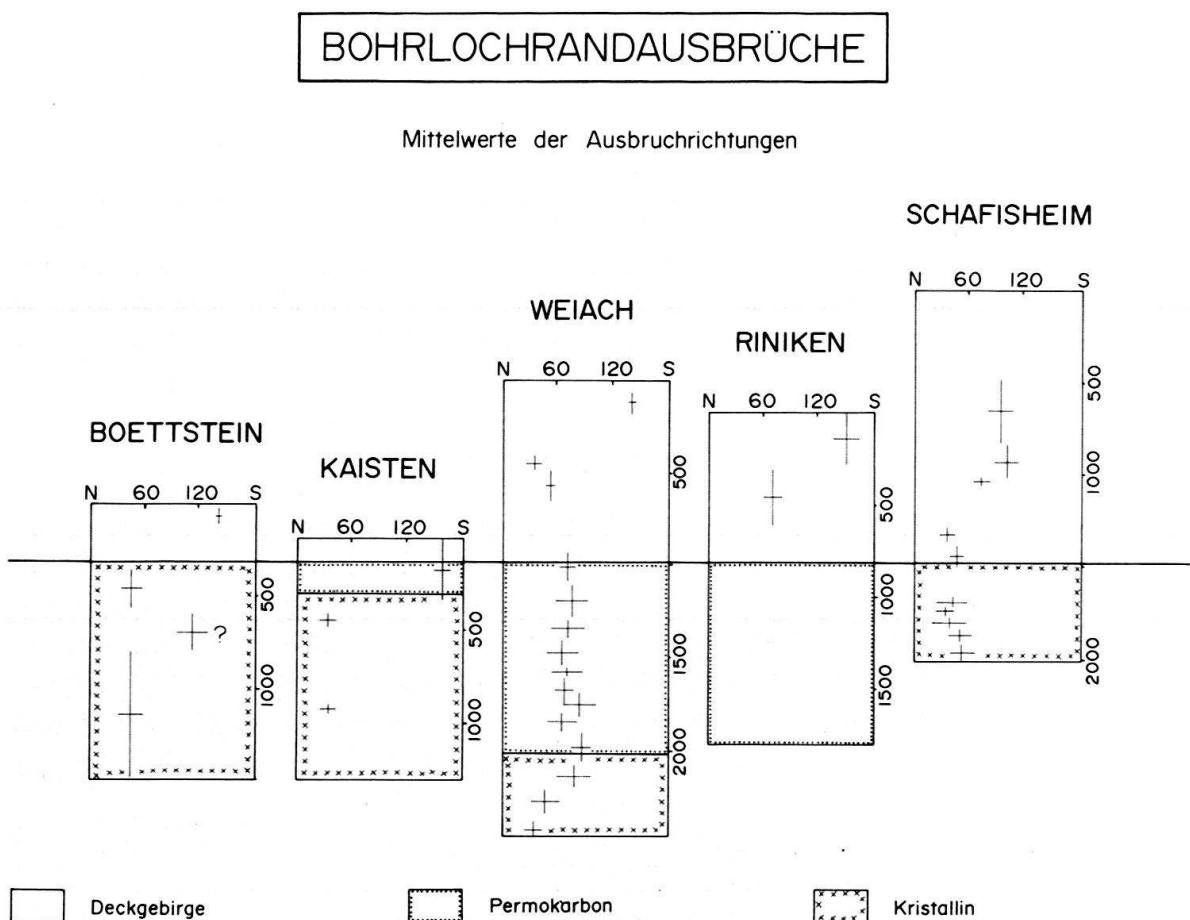 BOHRLOCHRANDAUSBRÜCHE
Mittelwerte der Ausbruchrichtungen
BOETTSTEIN
N 60 120 S
500
1000
?
KAISTEN
N 60 120 S
500
1000
WEIACH
N 60 120 S
500
1500
2000
RINIKEN
N 60 120 S
500
1000
1500
SCHAFISHEIM
N 60 120 S
500
1000
2000
Deckgebirge
Permokarbon
Kristallin